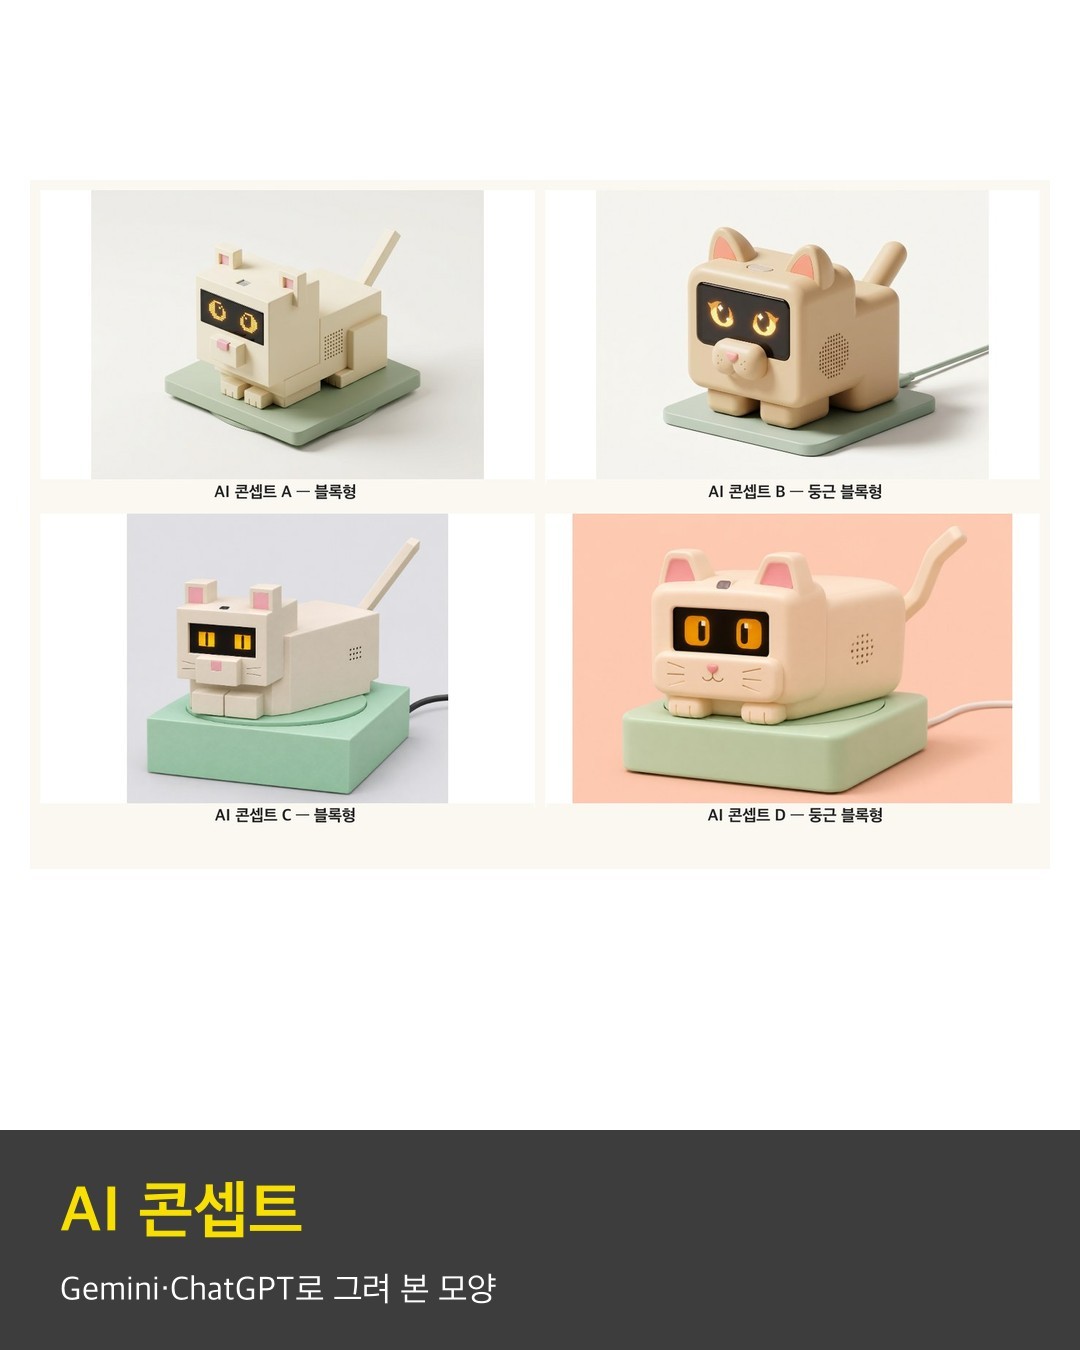 AI 콘셉트 A — 블록형
AI 콘셉트 B — 둥근 블록형
AI 콘셉트 C — 블록형
AI 콘셉트 D — 둥근 블록형
AI 콘셉트
Gemini·ChatGPT로 그려 본 모양